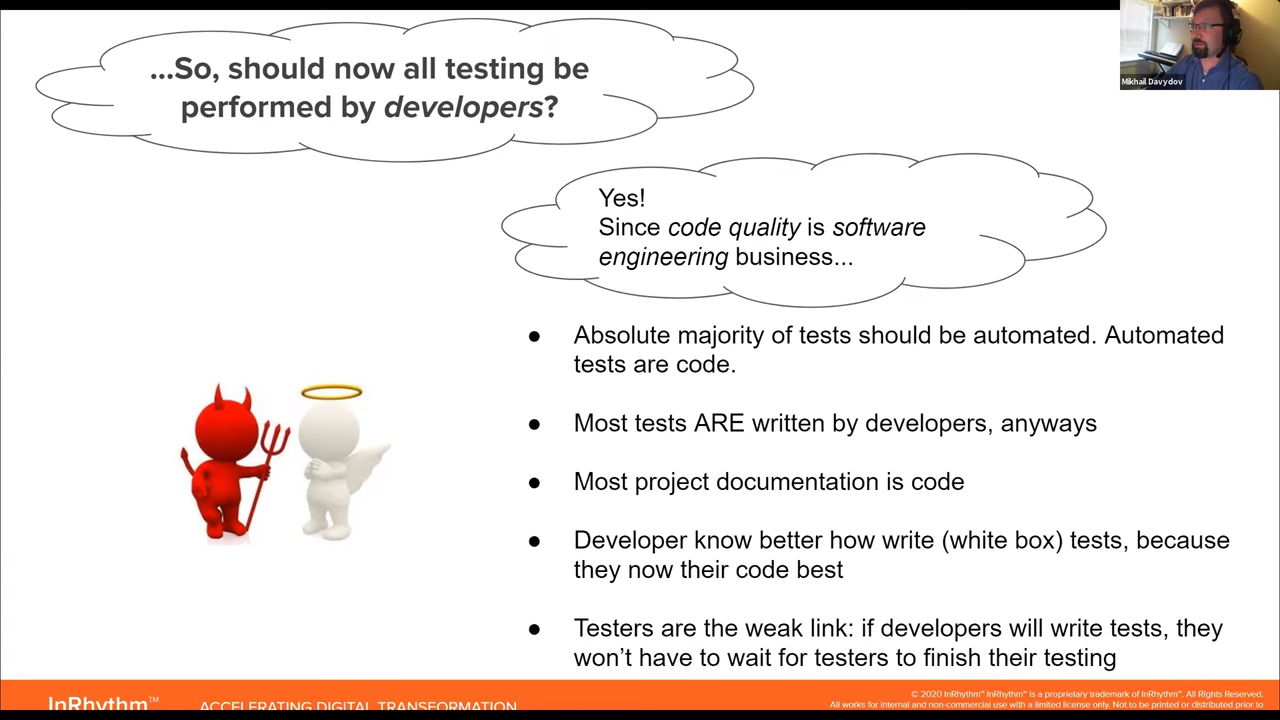 ...So, should now all testing be
performed by developers?
Mikhail Davydov
Yes!
Since code quality is software
engineering business...
● Absolute majority of tests should be automated. Automated
tests are code.
● Most tests ARE written by developers, anyways
● Most project documentation is code
● Developer know better how write (white box) tests, because
they now their code best
● Testers are the weak link: if developers will write tests, they
won't have to wait for testers to finish their testing
InRhythm™ ACCELERATING DIGITAL TRANSFORMATION
© 2020 InRhythm™ InRhythm™ is a proprietary trademark of InRhythm™. All Rights Reserved.
All works for internal and non-commercial use with a limited license only. Not to be printed or distributed prior to